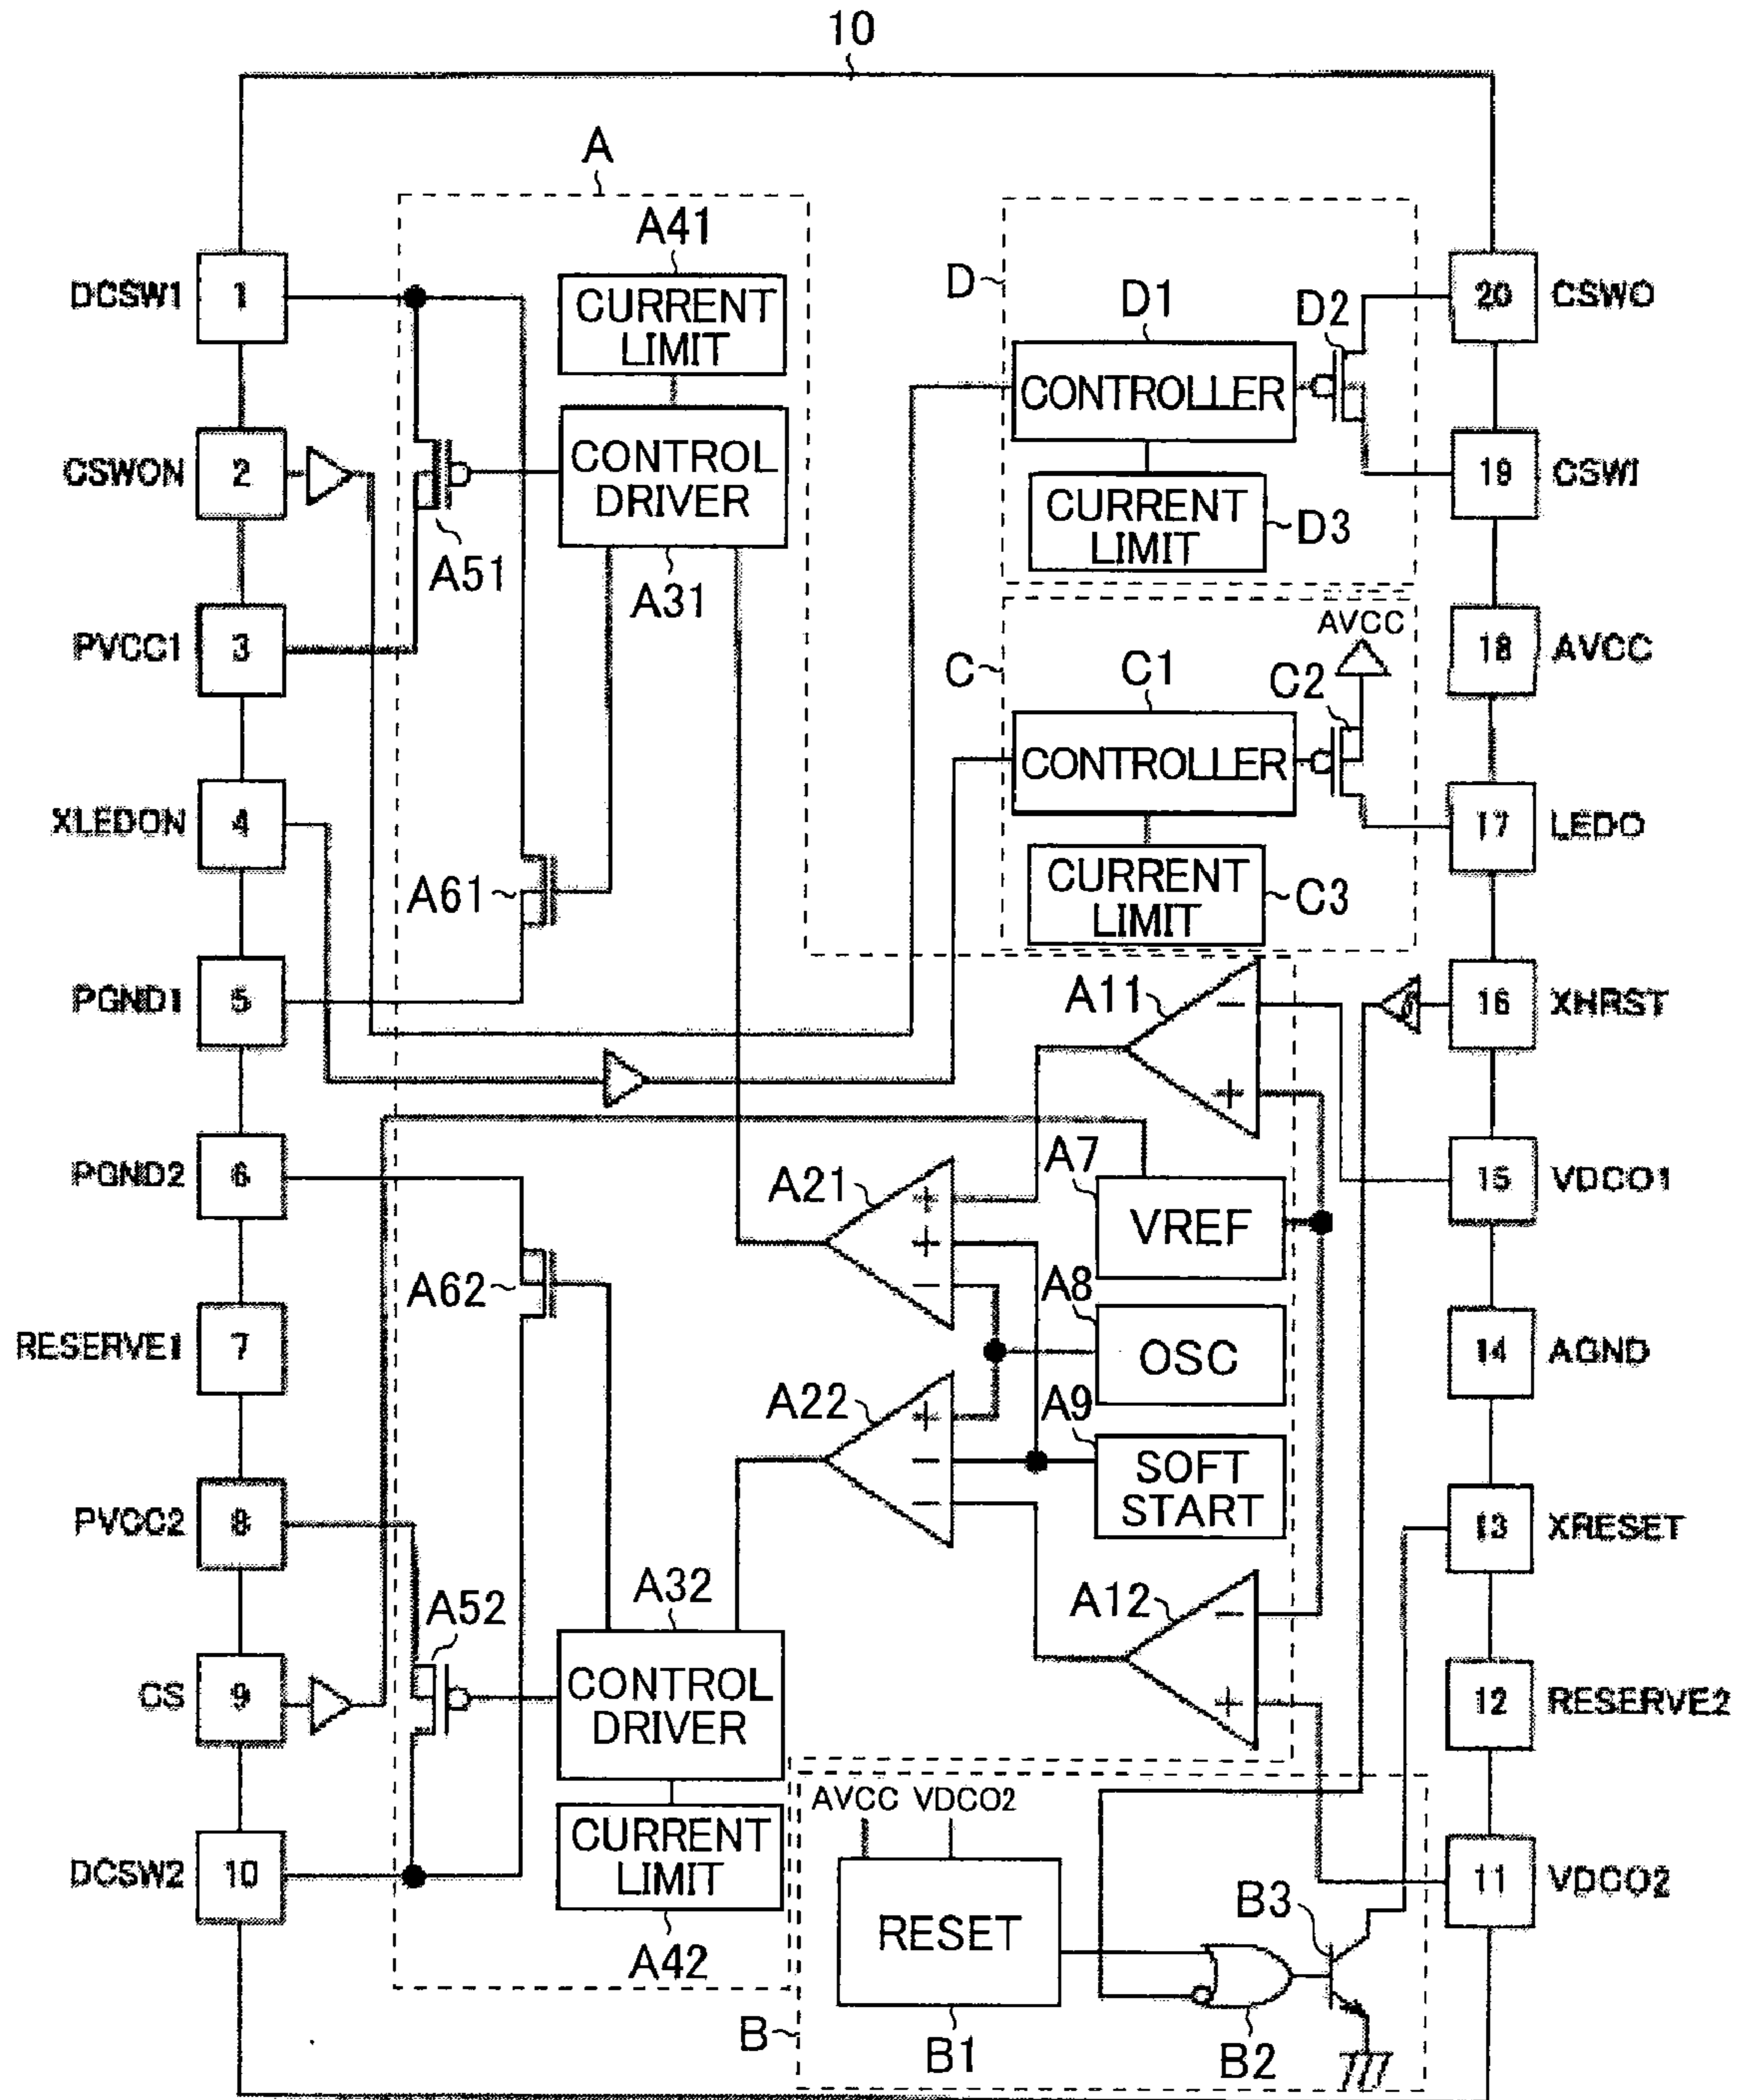 10
A
A41
CURRENT
LIMIT
DCSW1 1
D
D1
D2
20 CSWO
CONTROLLER
CSWON 2
CONTROL
DRIVER
A51
A31
CURRENT
LIMIT
D3
19 CSWI
PVCC1 3
AVCC
18 AVCC
C
C1
C2
CONTROLLER
XLEDON 4
17 LEDO
A61
CURRENT
LIMIT
C3
PGND1 5
A11
−
+
16 XHRST
PGND2 6
A21
+
+
−
A7
VREF
15 VDCO1
A62
A8
OSC
RESERVE1 7
14 AGND
A22
+
−
−
A9
SOFT
START
PVCC2 8
13 XRESET
A52
A32
A12
−
+
CS 9
CONTROL
DRIVER
12 RESERVE2
AVCC VDCO2
DCSW2 10
CURRENT
LIMIT
A42
RESET
B3
11 VDCO2
B
B1
B2